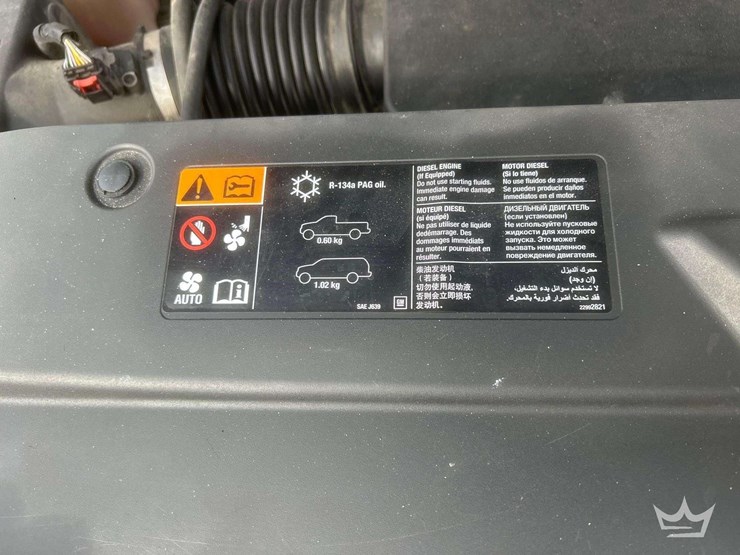 R-134a PAG oil.
0.60 kg
1.02 kg
AUTO
SAE J639
GM
DIESEL ENGINE
(If Equipped)
Do not use starting fluids.
Immediate engine damage
can result.
MOTOR DIESEL
(Si lo tiene)
No use fluidos de arranque.
Se pueden producir daños
inmediatos en el motor.
MOTEUR DIESEL
(si équipé)
Ne pas utiliser de liquide
dedémarrage. Des
dommages immédiats
au moteur pourraient en
résulter.
ДИЗЕЛЬНЫЙ ДВИГАТЕЛЬ
(если установлен)
Не используйте пусковые
жидкости для холодного
запуска. Это может
вызвать немедленное
повреждение двигателя.
柴油发动机
（若装备）
切勿使用起动液。
否则会立即损坏
发动机。
محرك الديزل
(إن وجد)
لا تستخدم سوائل بدء التشغيل،
فقد تحدث أضرار فورية بالمحرك.
22992821